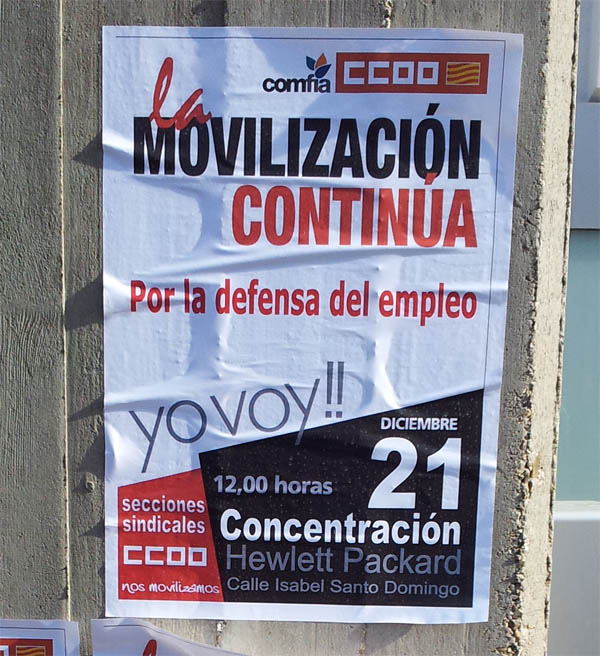 comfia CCOO
la
MOVILIZACIÓN
CONTINÚA
Por la defensa del empleo
yo voy!!
DICIEMBRE
21
12,00 horas
Concentración
Hewlett Packard
Calle Isabel Santo Domingo
secciones
sindicales
CCOO
nos movilizamos